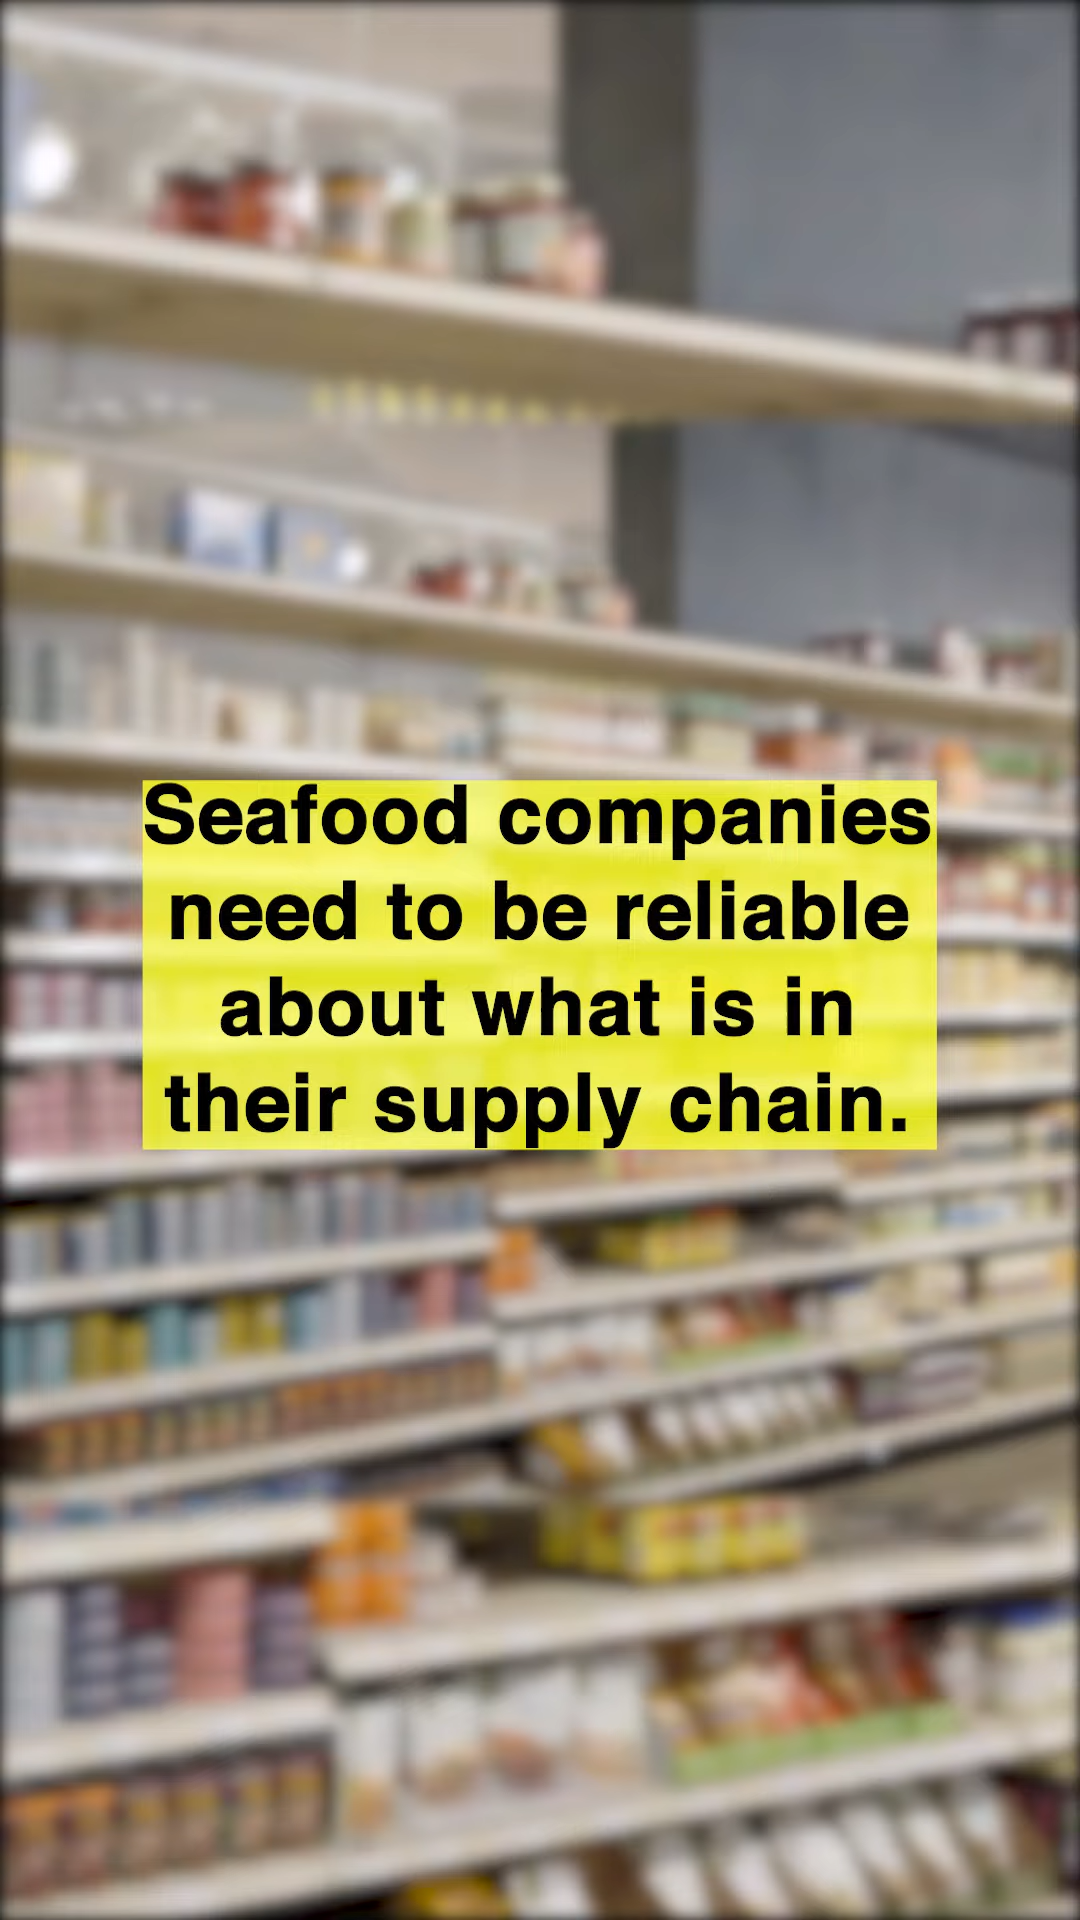 Seafood companies
need to be reliable
about what is in
their supply chain.